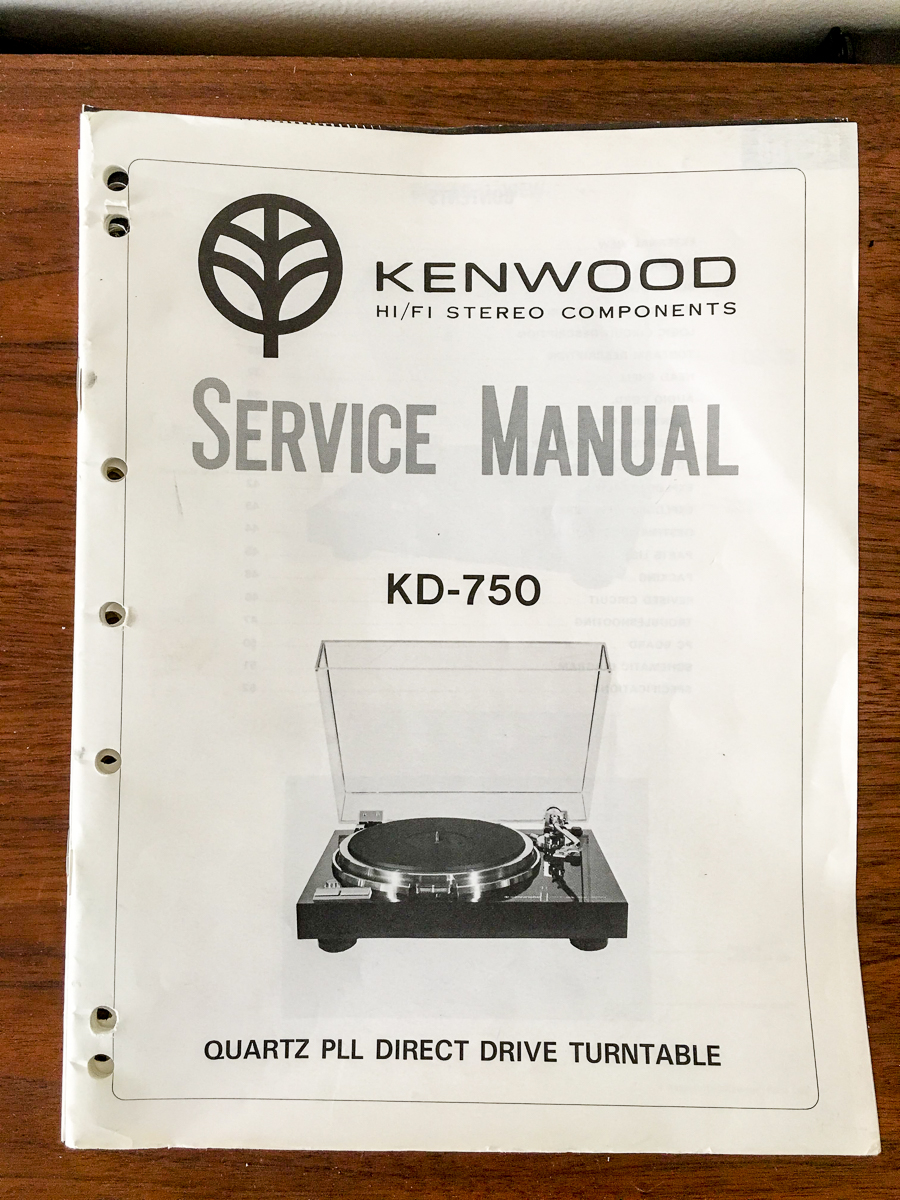 KENWOOD
HI/FI STEREO COMPONENTS
SERVICE MANUAL
KD-750
QUARTZ PLL DIRECT DRIVE TURNTABLE